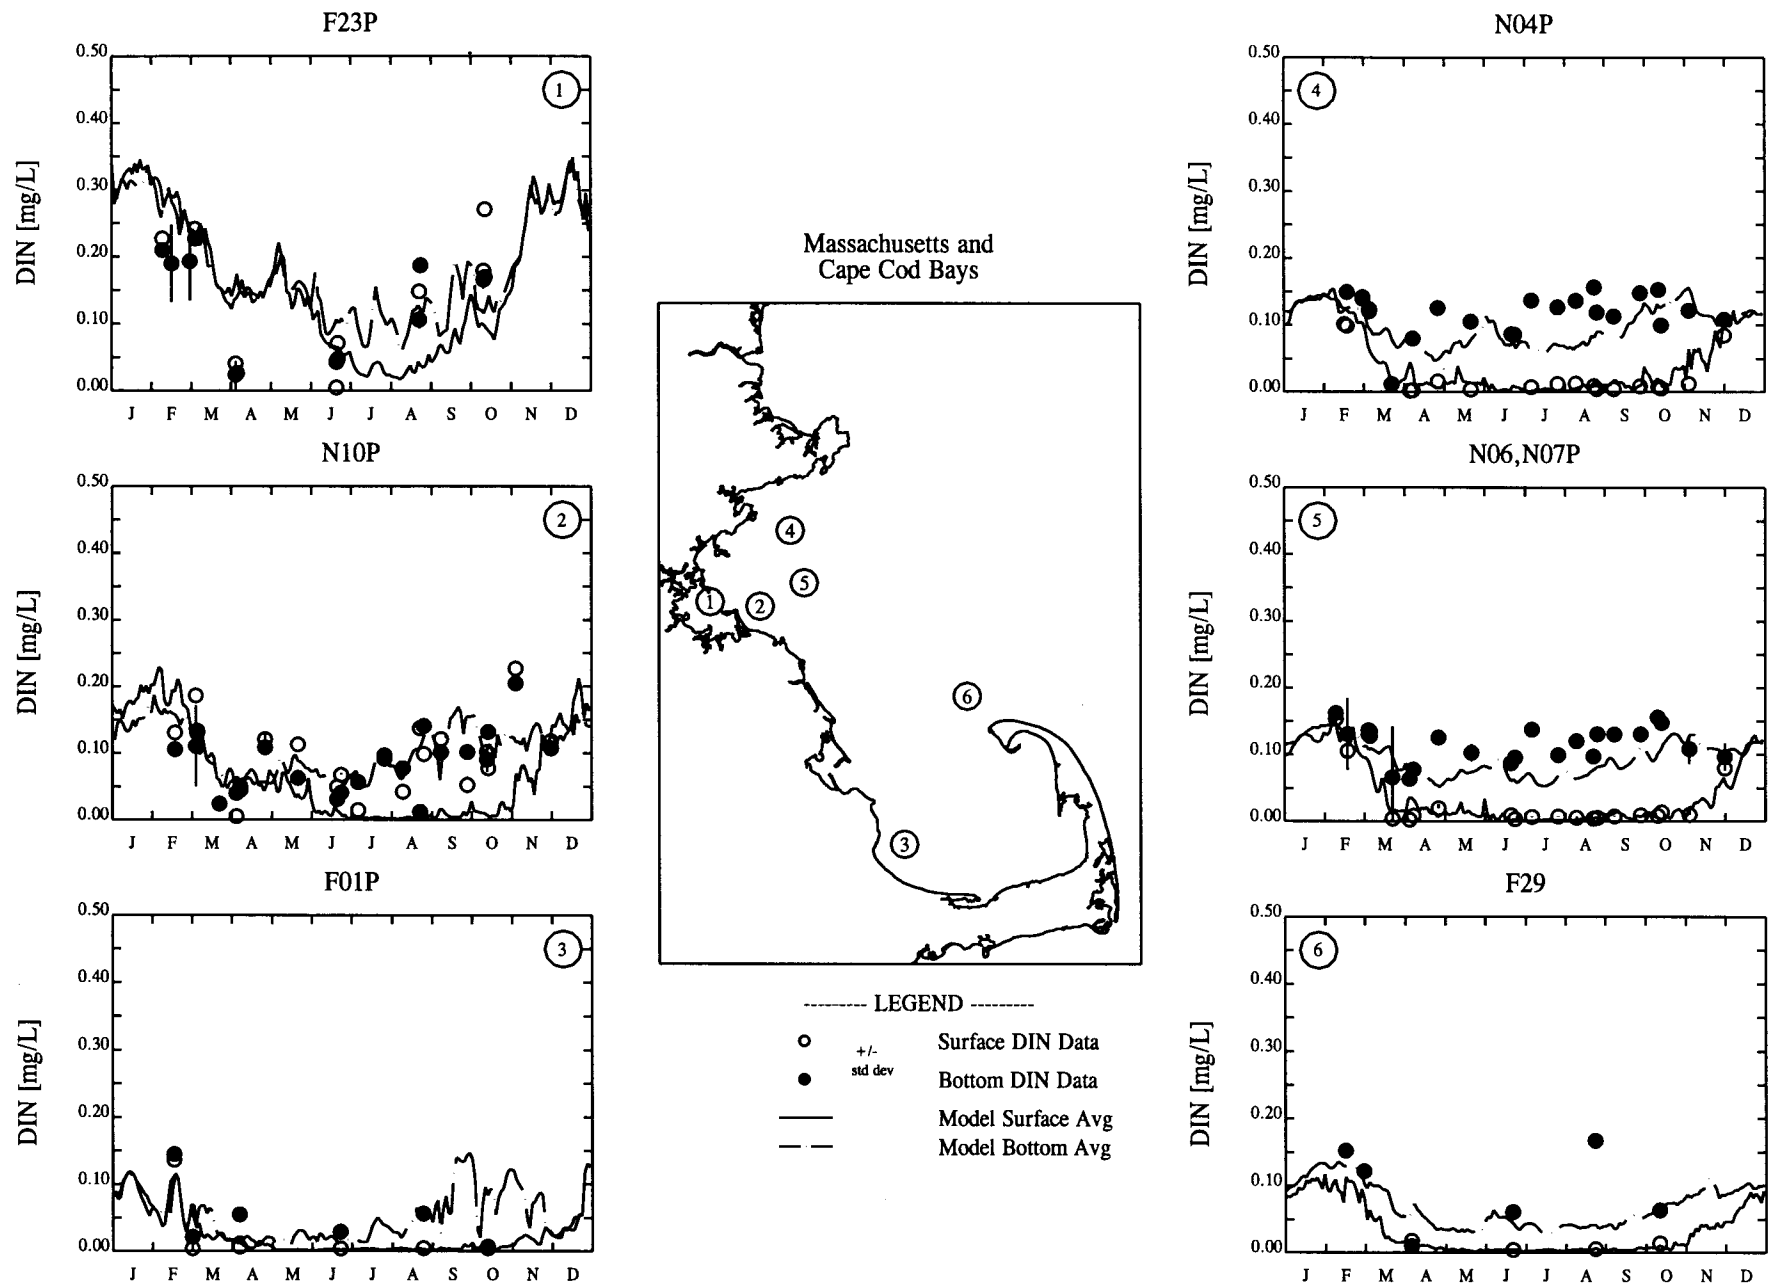 F23P
DIN [mg/L]
0.50
0.40
0.30
0.20
0.10
0.00
1
J F M A M J J A S O N D
N10P
DIN [mg/L]
0.50
0.40
0.30
0.20
0.10
0.00
2
J F M A M J J A S O N D
F01P
DIN [mg/L]
0.50
0.40
0.30
0.20
0.10
0.00
3
J F M A M J J A S O N D
Massachusetts and
Cape Cod Bays
4
5
1
2
6
3
---------- LEGEND ----------
+/-
std dev
Surface DIN Data
Bottom DIN Data
Model Surface Avg
Model Bottom Avg
N04P
DIN [mg/L]
0.50
0.40
0.30
0.20
0.10
0.00
4
J F M A M J J A S O N D
N06,N07P
DIN [mg/L]
0.50
0.40
0.30
0.20
0.10
0.00
5
J F M A M J J A S O N D
F29
DIN [mg/L]
0.50
0.40
0.30
0.20
0.10
0.00
6
J F M A M J J A S O N D